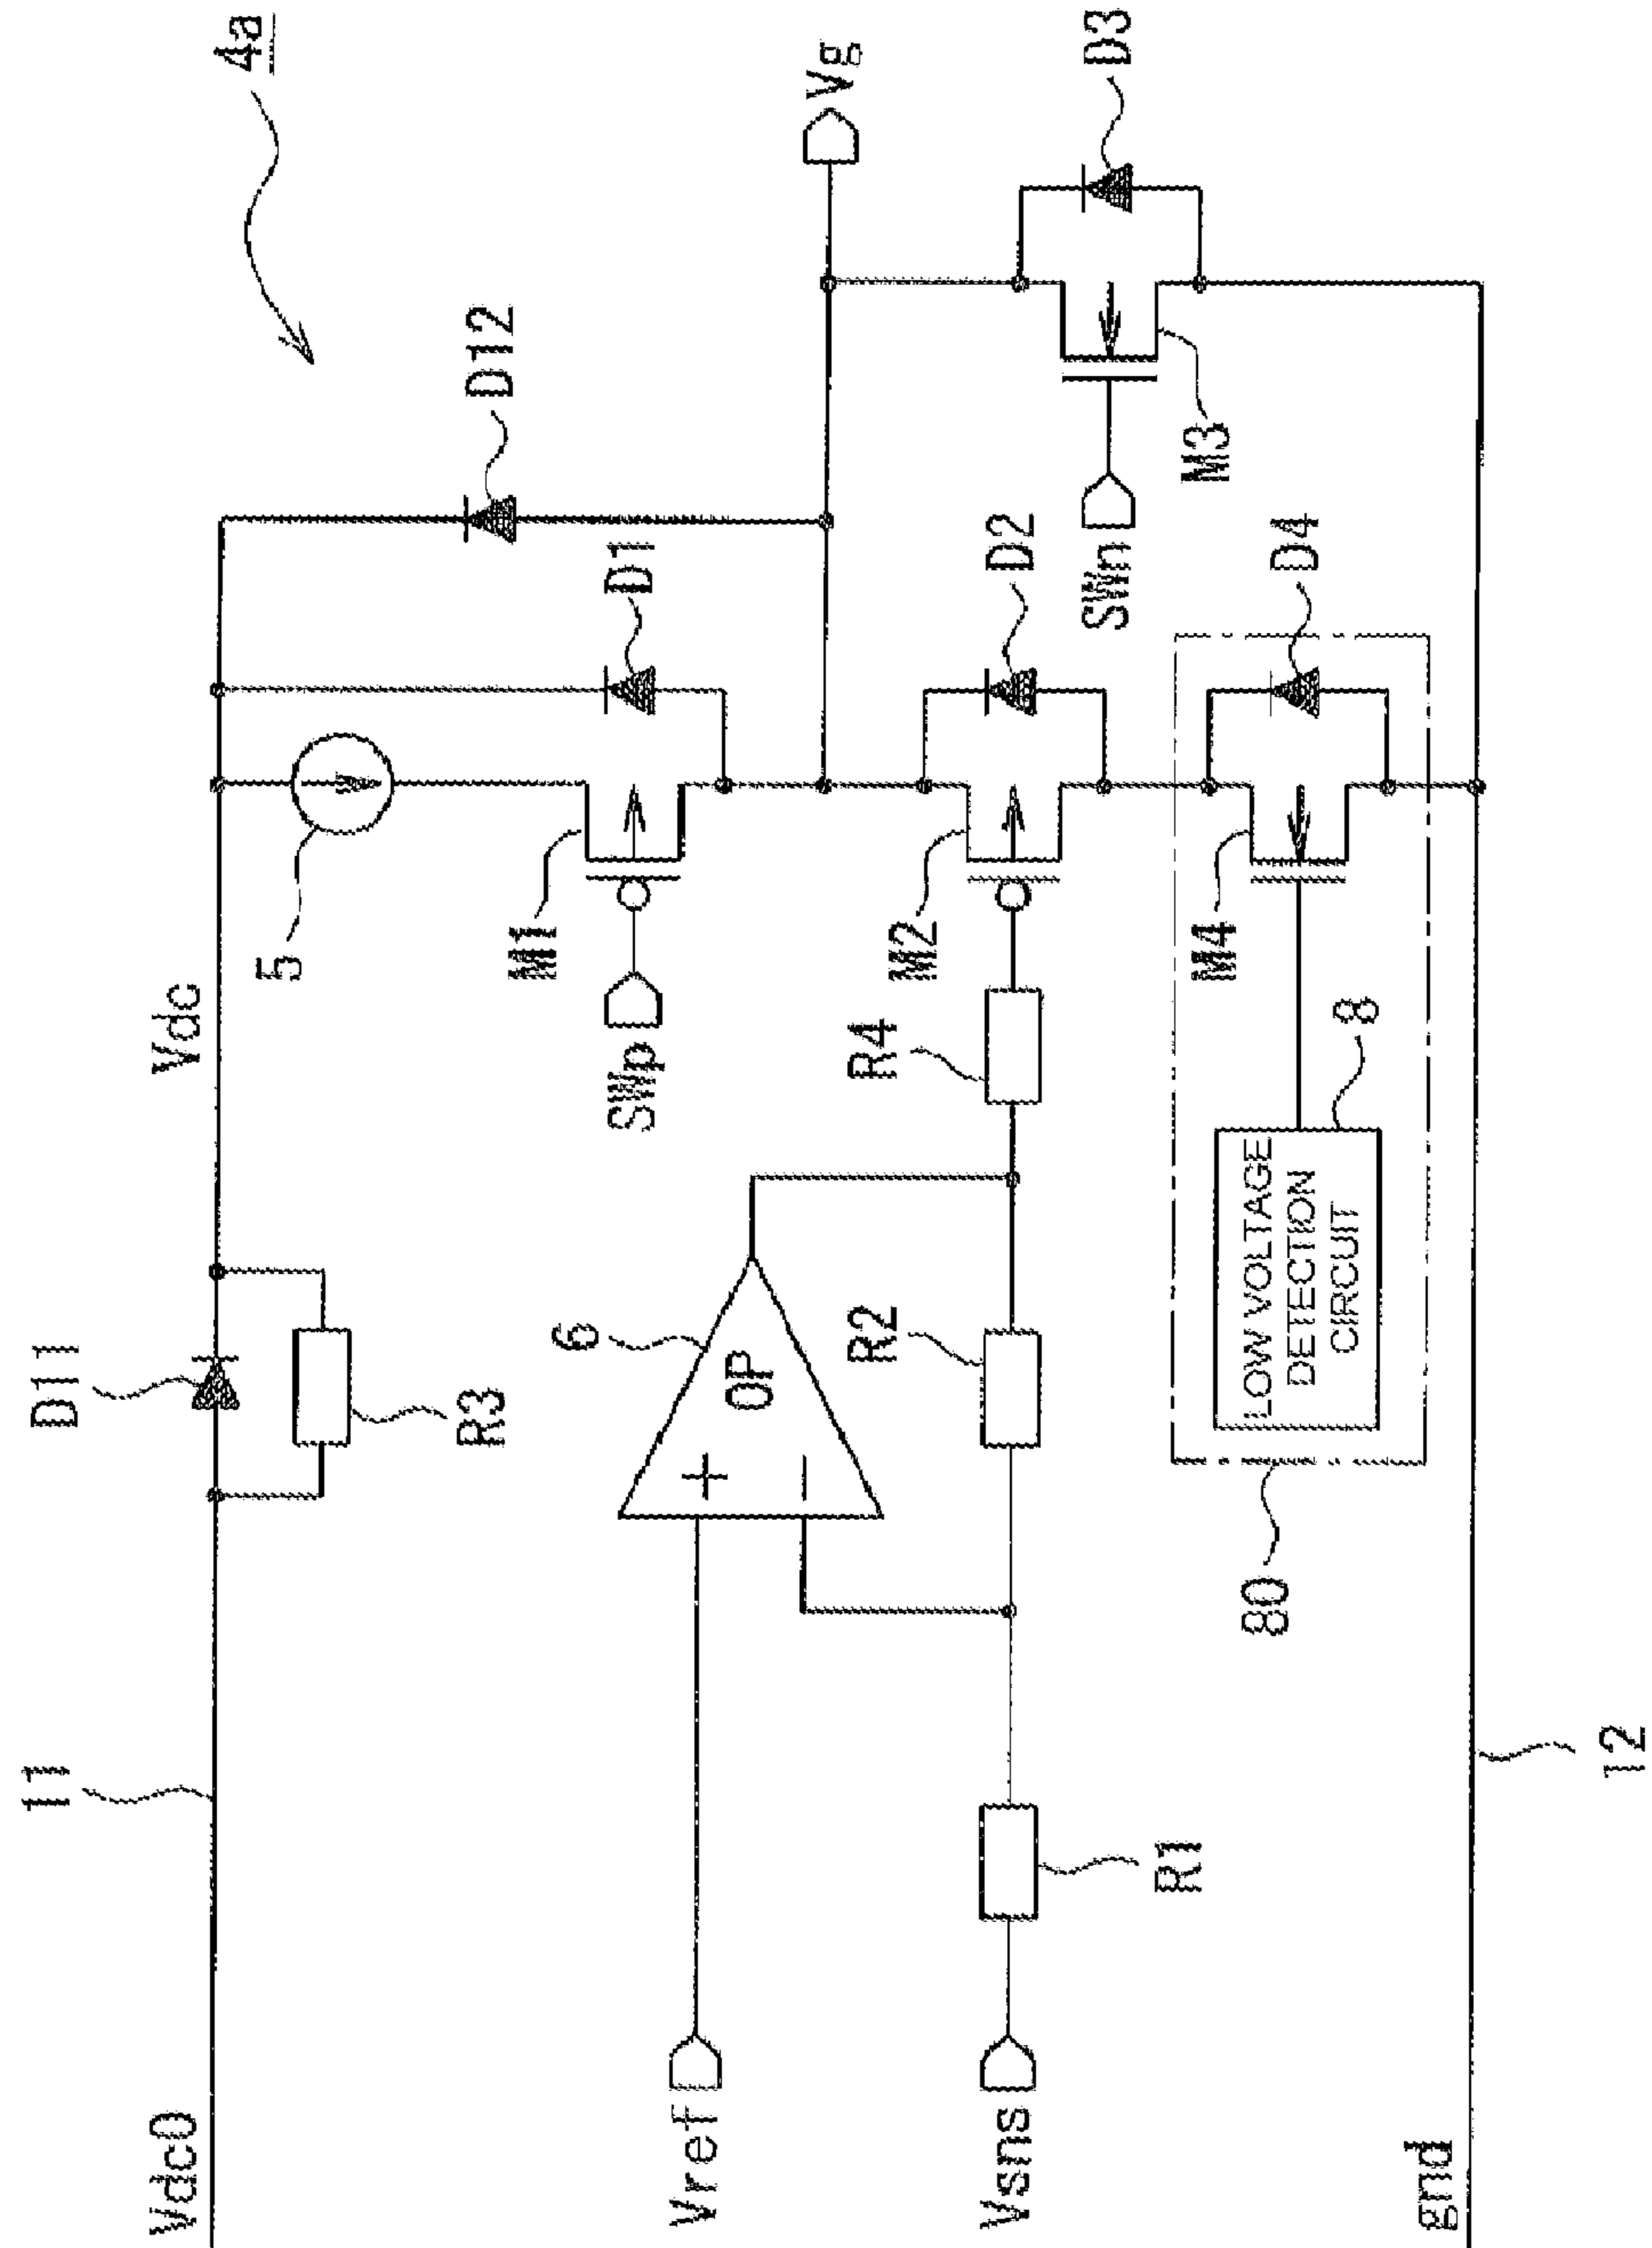 4a
Vdc0
11
D11
R3
Vdc
5
M1
SWp
D1
D12
Vg
Vref
6
OP
+
−
Vsns
R1
R2
R4
M2
D2
SWn
M3
D3
80
LOW VOLTAGE
DETECTION
CIRCUIT
8
M4
D4
gnd
12